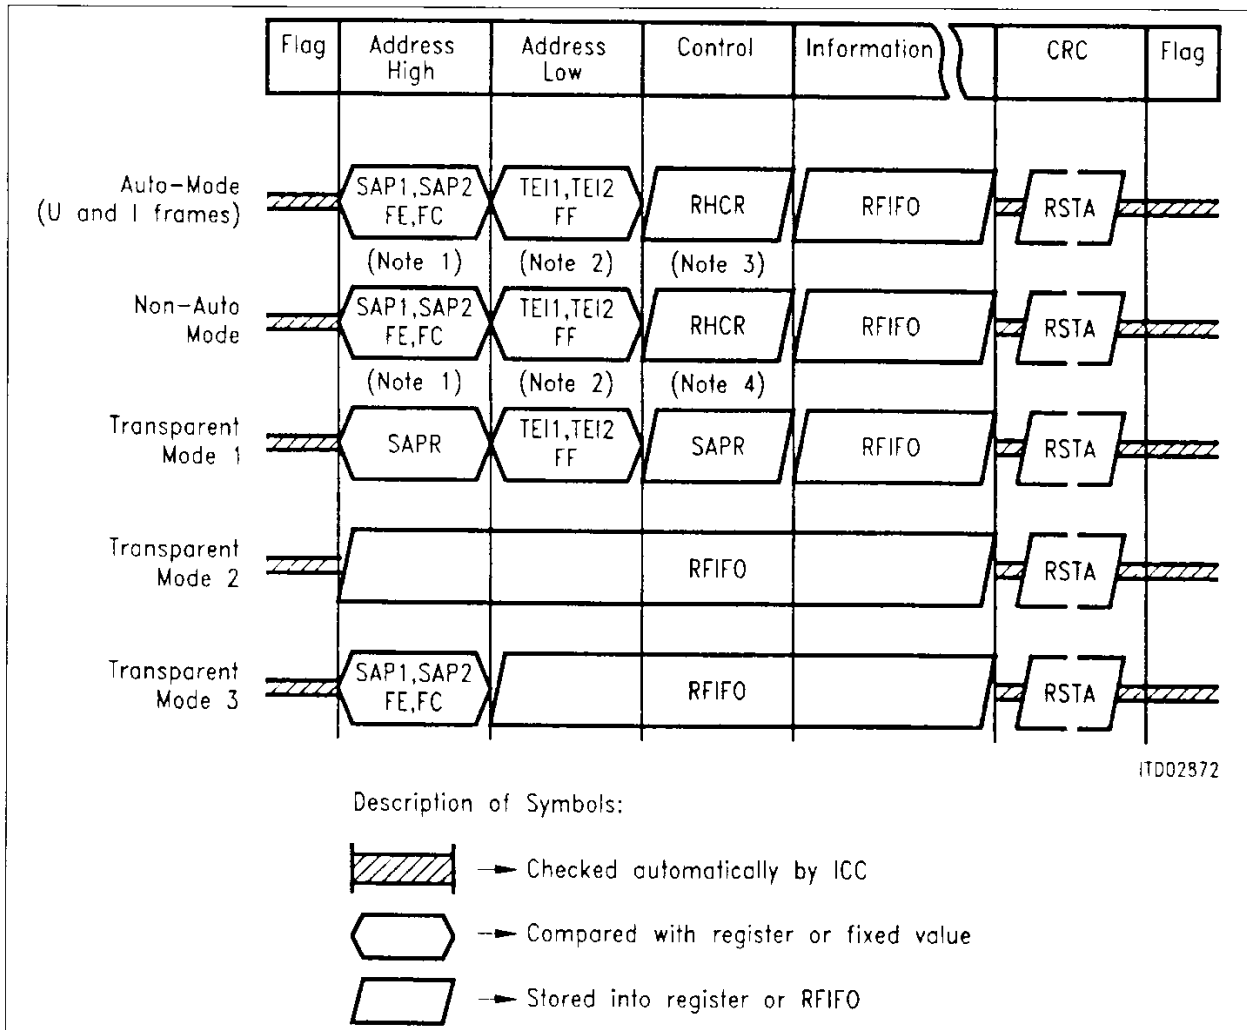 Flag Address High Address Low Control Information CRC Flag
Auto-Mode (U and I frames) SAP1,SAP2 FE,FC TEI1,TEI2 FF RHCR RFIFO RSTA
(Note 1) (Note 2) (Note 3)
Non-Auto Mode SAP1,SAP2 FE,FC TEI1,TEI2 FF RHCR RFIFO RSTA
(Note 1) (Note 2) (Note 4)
Transparent Mode 1 SAPR TEI1,TEI2 FF SAPR RFIFO RSTA
Transparent Mode 2 RFIFO RSTA
Transparent Mode 3 SAP1,SAP2 FE,FC RFIFO RSTA
ITD02872
Description of Symbols:
Checked automatically by ICC
Compared with register or fixed value
Stored into register or RFIFO